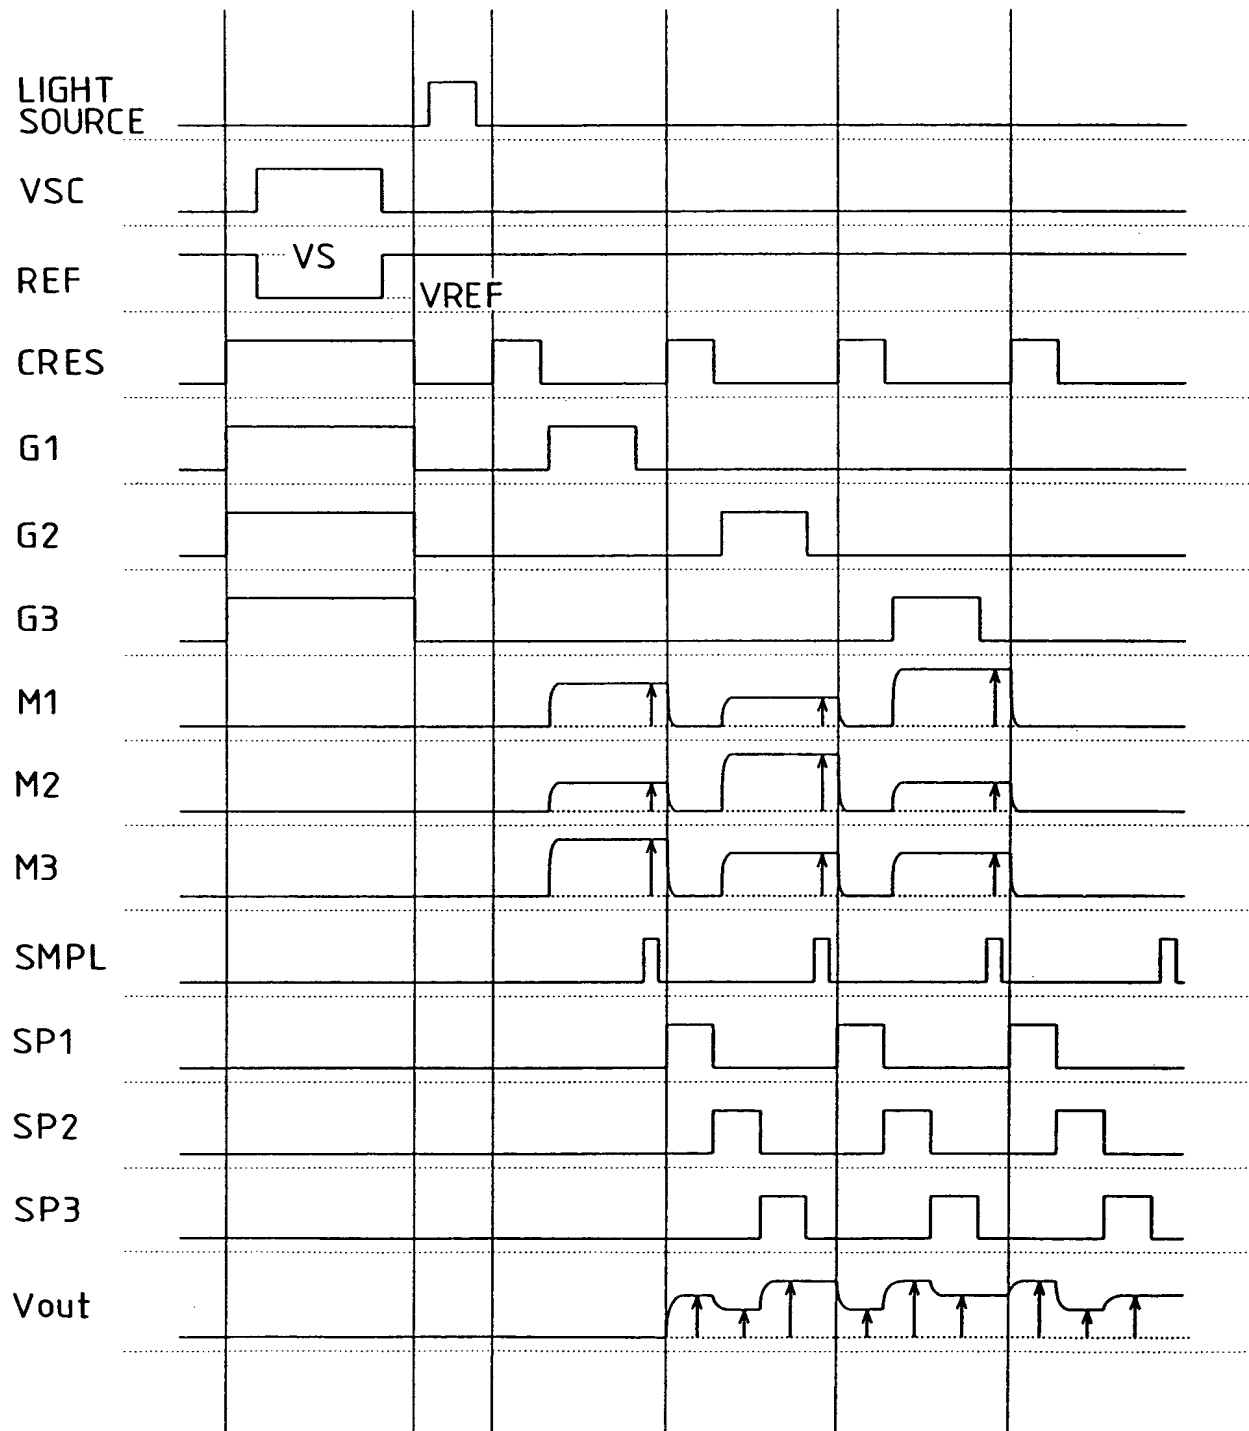 LIGHT
SOURCE
VSC
VS
REF
VREF
CRES
G1
G2
G3
M1
M2
M3
SMPL
SP1
SP2
SP3
Vout